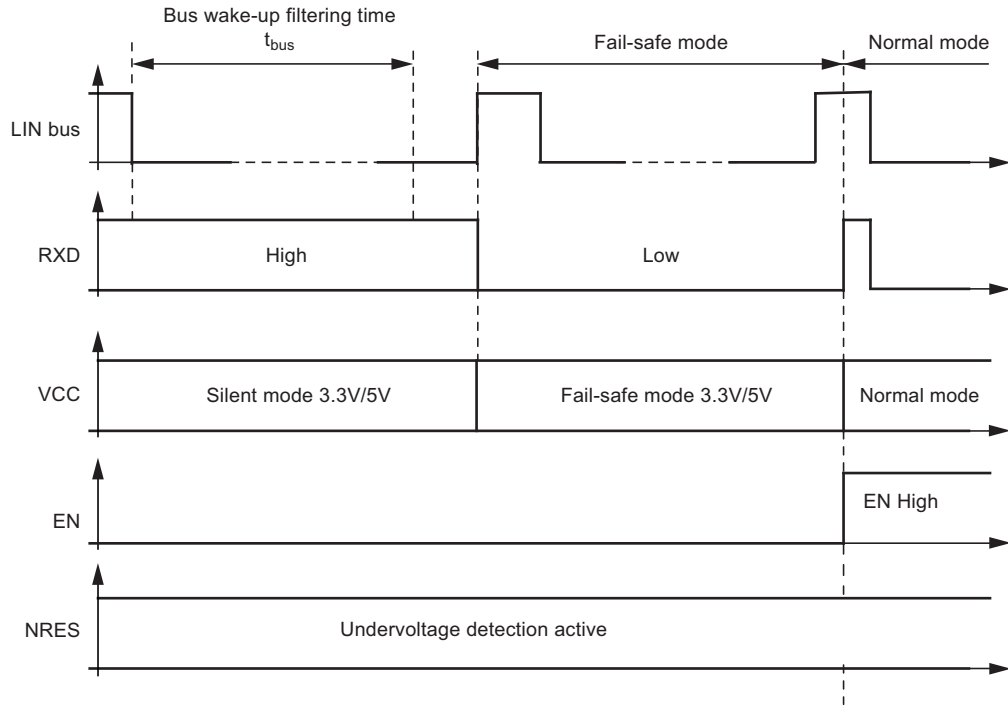 Bus wake-up filtering time
tbus
Fail-safe mode
Normal mode
LIN bus
RXD
High
Low
VCC
Silent mode 3.3V/5V
Fail-safe mode 3.3V/5V
Normal mode
EN
EN High
NRES
Undervoltage detection active